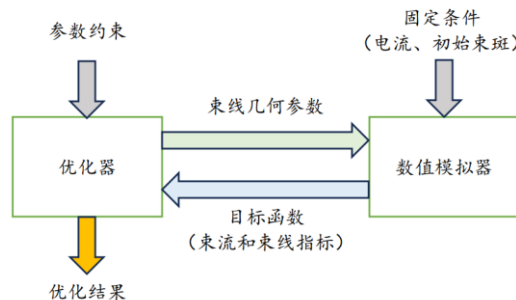 参数约束
固定条件
（电流、初始束斑）
束线几何参数
优化器
数值模拟器
目标函数
（束流和束线指标）
优化结果